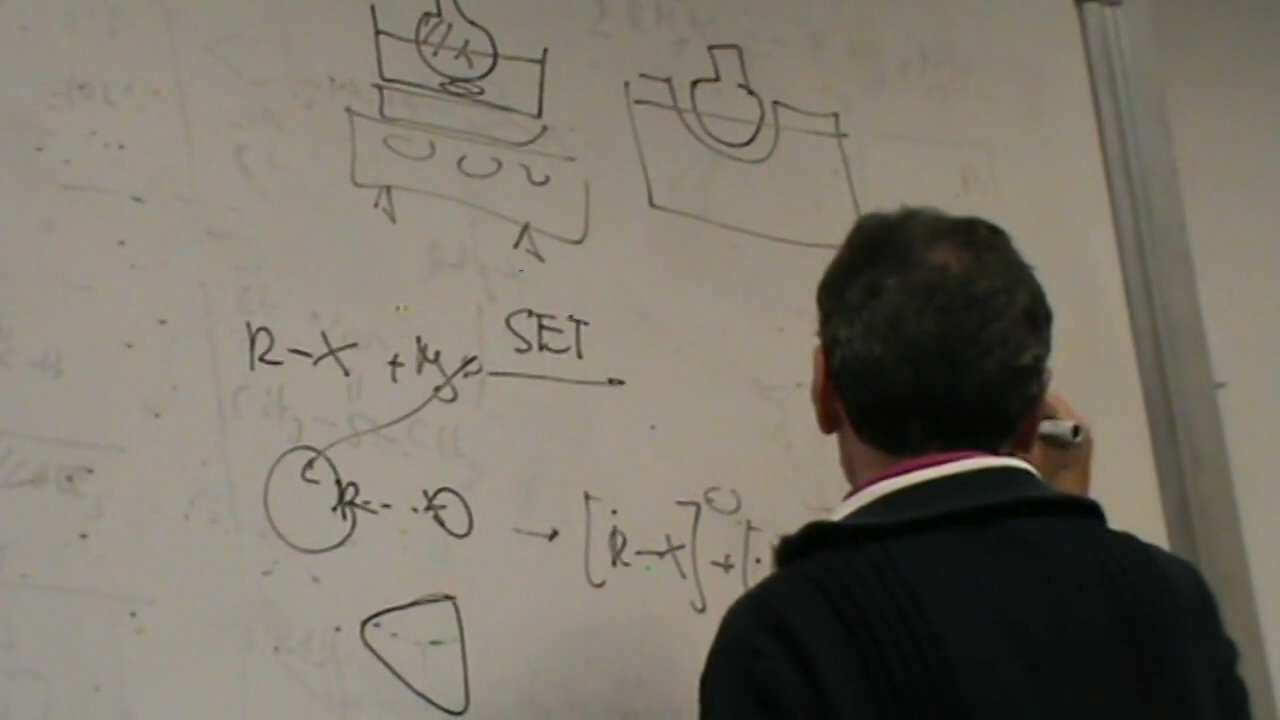 R-X + Mg: SET
R-- ·X → [Ṙ-X]⊖ + [·